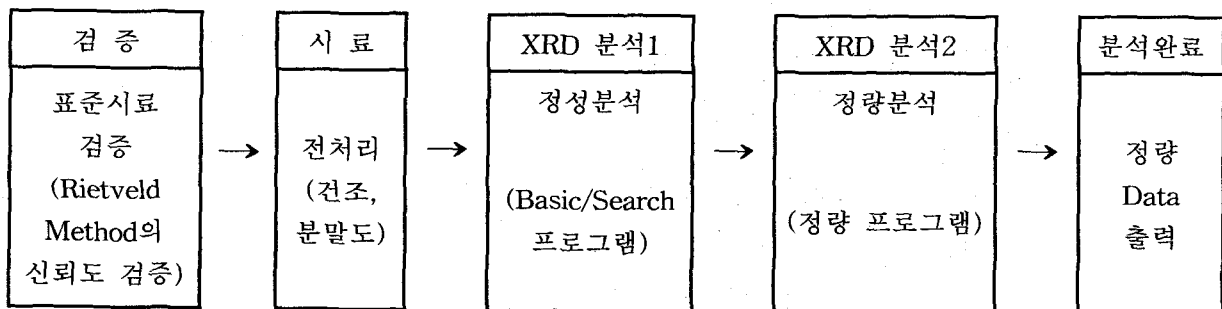 검 증
표준시료
검증
(Rietveld
Method의
신뢰도 검증)
→
시 료
전처리
(건조,
분말도)
→
XRD 분석1
정성분석
(Basic/Search
프로그램)
→
XRD 분석2
정량분석
(정량 프로그램)
→
분석완료
정량
Data
출력